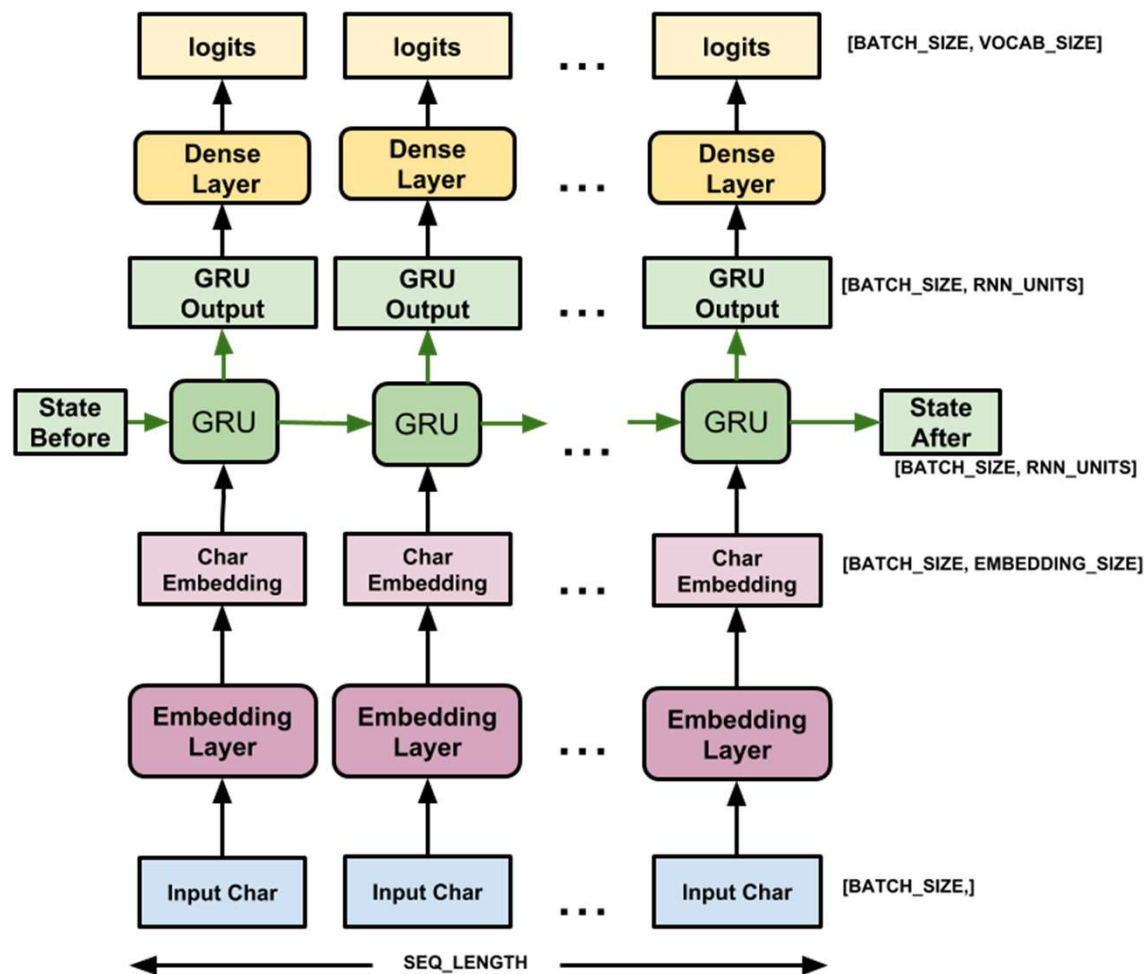 logits
logits
...
logits
[BATCH_SIZE, VOCAB_SIZE]
Dense
Layer
Dense
Layer
...
Dense
Layer
GRU
Output
GRU
Output
...
GRU
Output
[BATCH_SIZE, RNN_UNITS]
State
Before
GRU
GRU
...
GRU
State
After
[BATCH_SIZE, RNN_UNITS]
Char
Embedding
Char
Embedding
...
Char
Embedding
[BATCH_SIZE, EMBEDDING_SIZE]
Embedding
Layer
Embedding
Layer
...
Embedding
Layer
Input Char
Input Char
...
Input Char
[BATCH_SIZE,]
SEQ_LENGTH